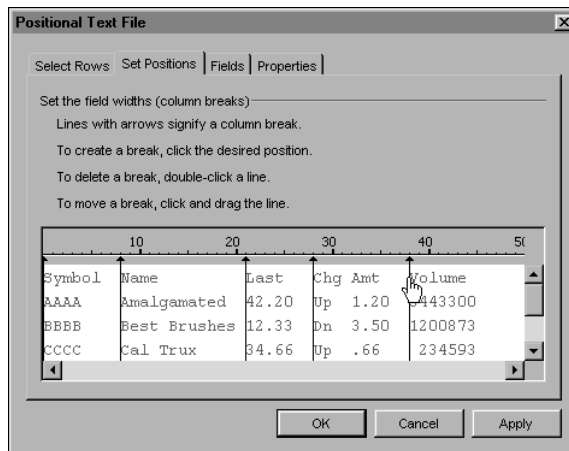 Positional Text File
Select Rows Set Positions Fields Properties
Set the field widths (column breaks)
Lines with arrows signify a column break.
To create a break, click the desired position.
To delete a break, double-click a line.
To move a break, click and drag the line.
10 20 30 40
Symbol Name Last Chg Amt Volume
AAAA Amalgamated 42.20 Up 1.20
BBBB Best Brushes 12.33 Dn 3.50 1200873
CCCC Cal Trux 34.66 Up .66 234593
OK Cancel Apply